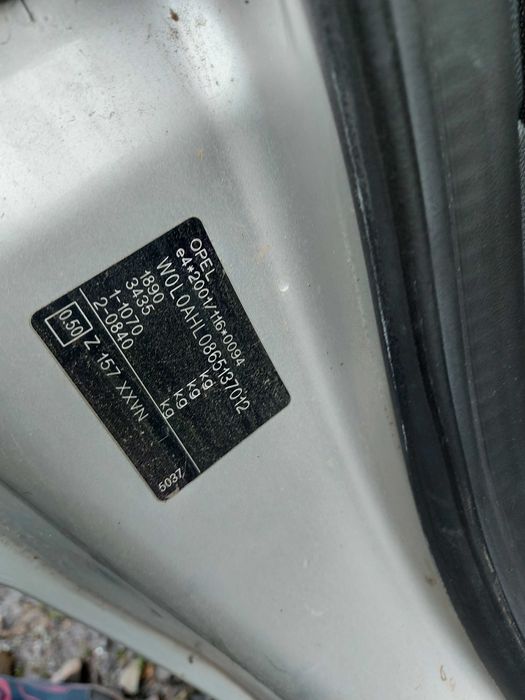 OPEL
e4*2001/116*0094
W0L0AHL0865137012
1890 kg
3435 kg
1-1070 kg
2-0840 kg
0.50 Z 157 XXVN
5037